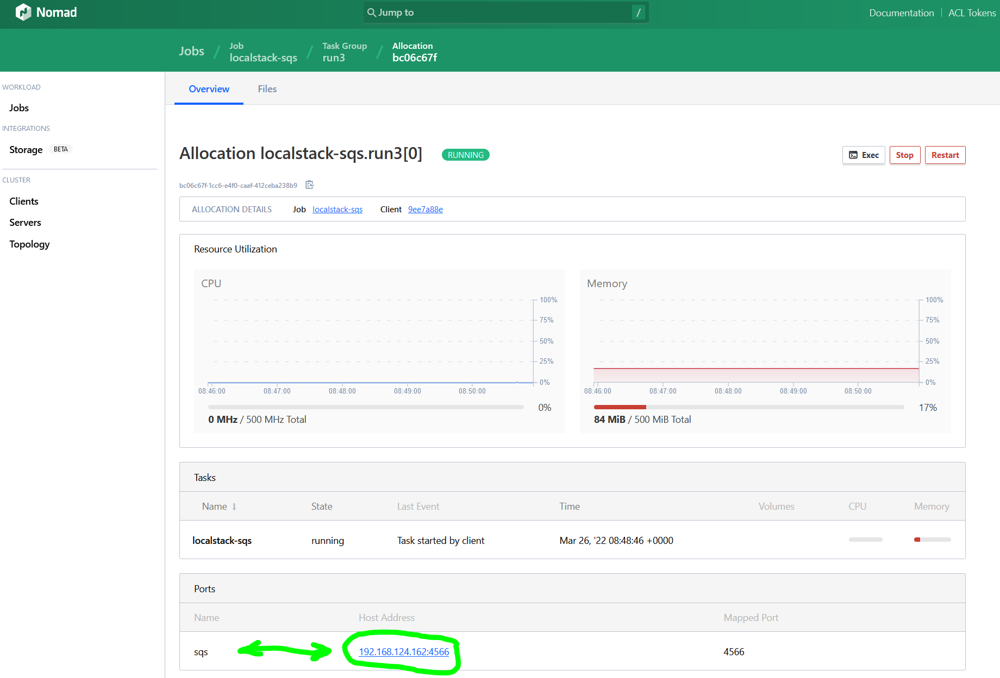 Nomad
Jump to /
Documentation ACL Tokens
Jobs / Job localstack-sqs / Task Group run3 / Allocation bc06c67f
WORKLOAD
Jobs
INTEGRATIONS
Storage BETA
CLUSTER
Clients
Servers
Topology
Overview Files
Allocation localstack-sqs.run3[0] RUNNING
Exec Stop Restart
bc06c67f-1cc6-e4f0-caaf-412ceba238b9
ALLOCATION DETAILS Job localstack-sqs Client 9ee7a88e
Resource Utilization
CPU
100%
75%
50%
25%
0%
08:46:00 08:47:00 08:48:00 08:49:00 08:50:00
0%
0 MHz / 500 MHz Total
Memory
100%
75%
50%
25%
0%
08:46:00 08:47:00 08:48:00 08:49:00 08:50:00
17%
84 MiB / 500 MiB Total
Tasks
Name State Last Event Time Volumes CPU Memory
localstack-sqs running Task started by client Mar 26, '22 08:48:46 +0000
Ports
Name Host Address Mapped Port
sqs 192.168.124.162:4566 4566